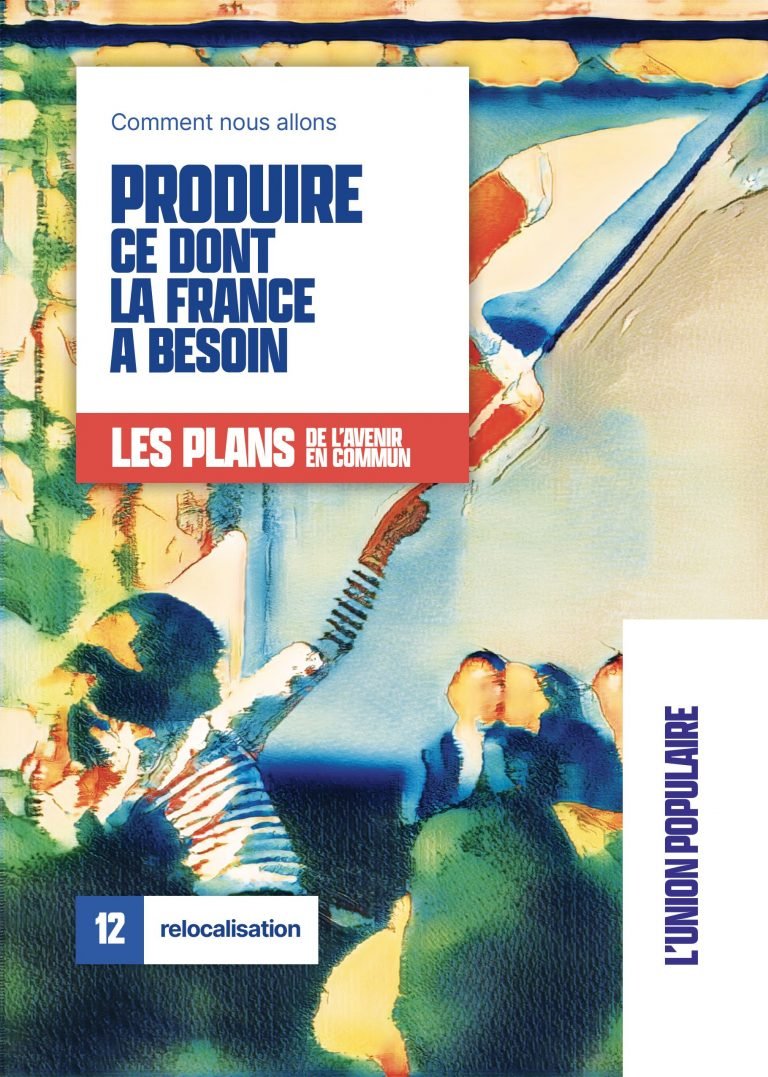 Comment nous allons
PRODUIRE
CE DONT
LA FRANCE
A BESOIN
LES PLANS DE L'AVENIR
EN COMMUN
12 relocalisation
L'UNION POPULAIRE